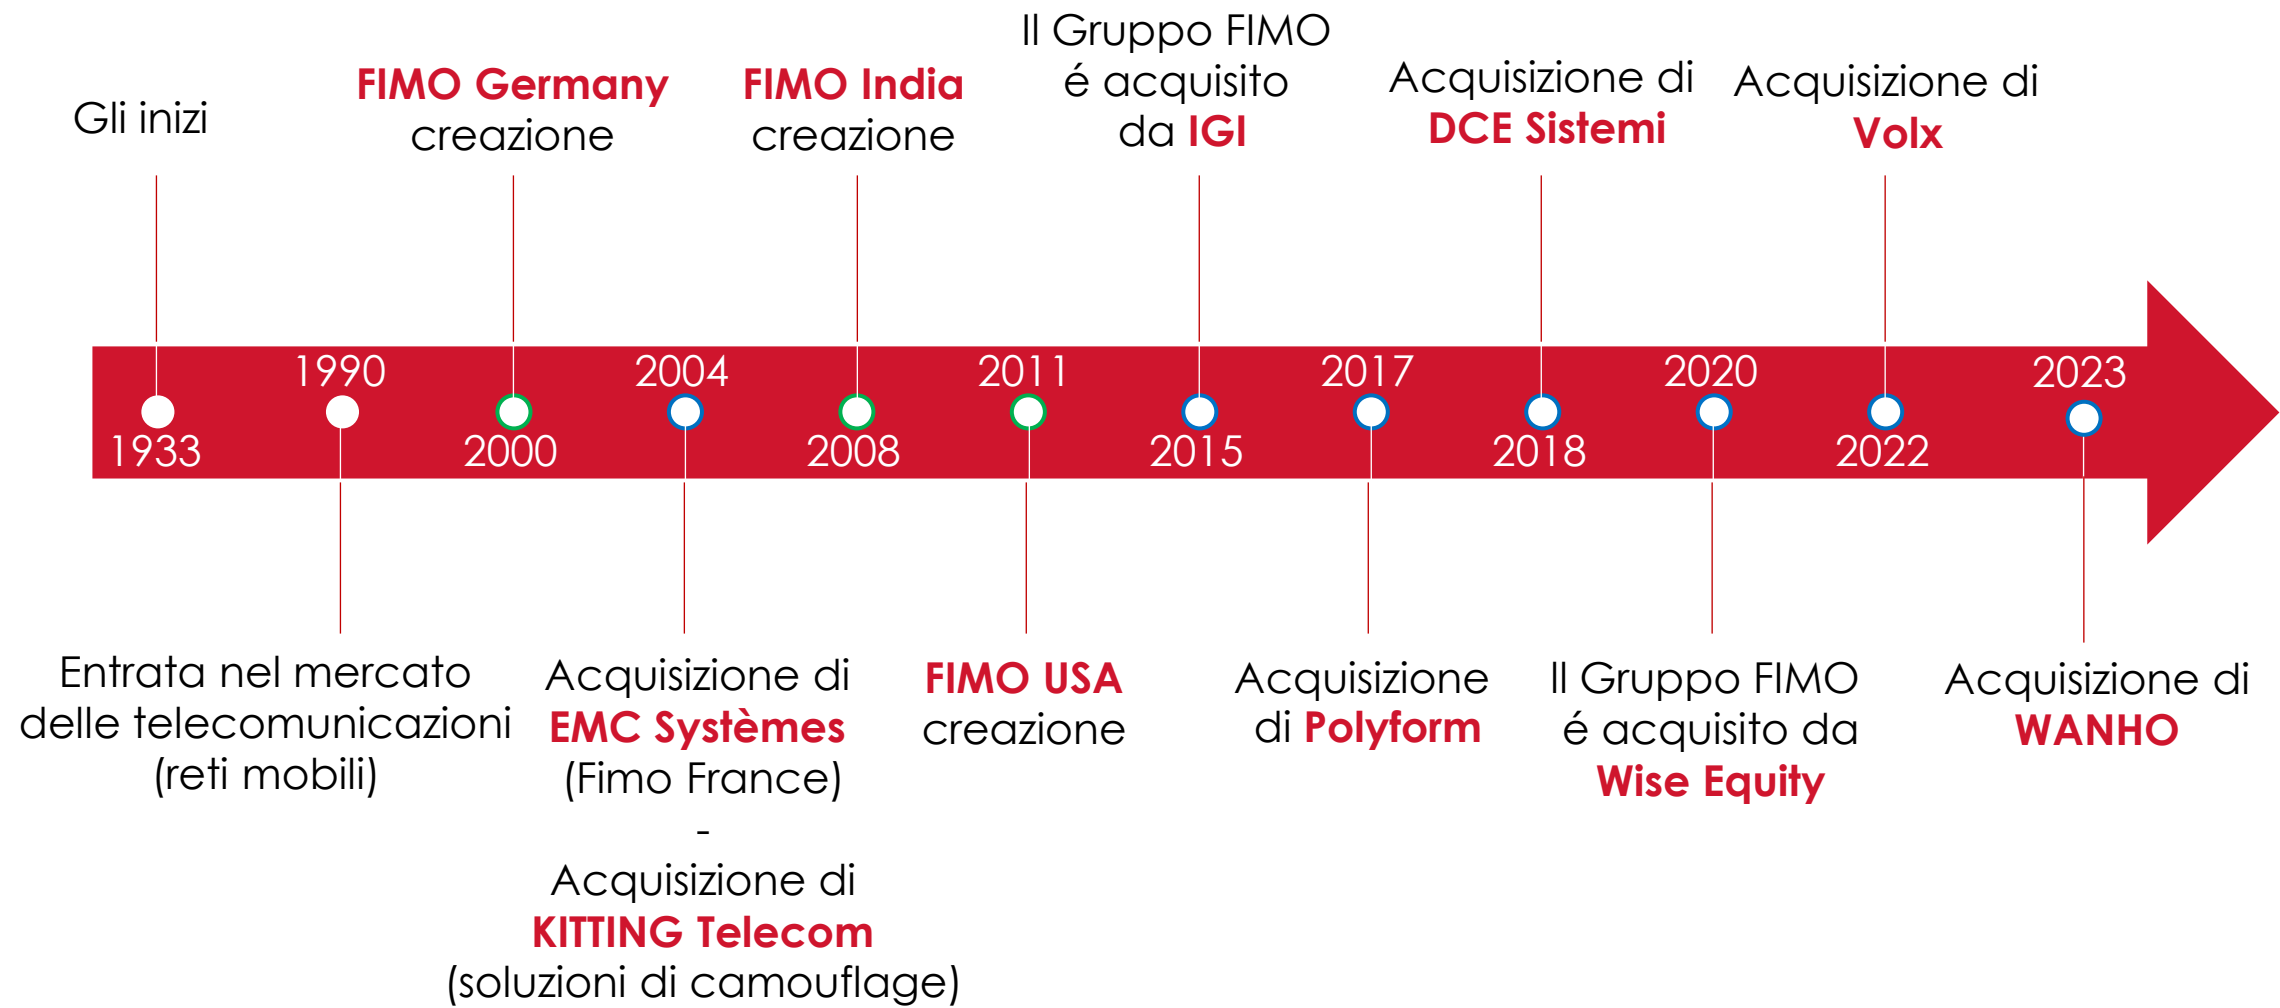 Gli inizi
FIMO Germany
creazione
FIMO India
creazione
Il Gruppo FIMO
é acquisito
da IGI
Acquisizione di
DCE Sistemi
Acquisizione di
Volx
1990
2004
2011
2017
2020
2023
1933
2000
2008
2015
2018
2022
Entrata nel mercato
delle telecomunicazioni
(reti mobili)
Acquisizione di
EMC Systèmes
(Fimo France)
-
Acquisizione di
KITTING Telecom
(soluzioni di camouflage)
FIMO USA
creazione
Acquisizione
di Polyform
Il Gruppo FIMO
é acquisito da
Wise Equity
Acquisizione di
WANHO